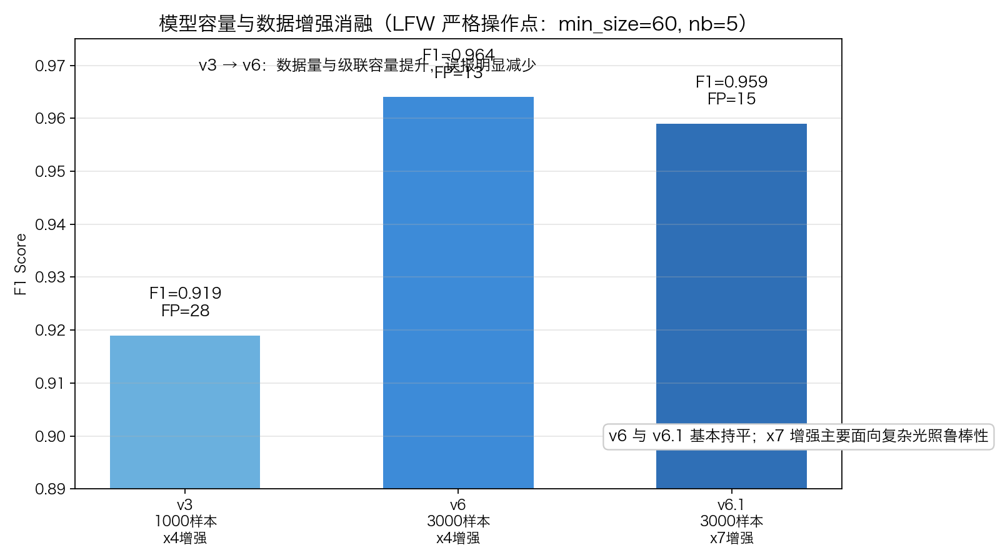 模型容量与数据增强消融（LFW 严格操作点：min_size=60, nb=5）
F1 Score
0.97
0.96
0.95
0.94
0.93
0.92
0.91
0.90
0.89
v3 → v6：数据量与级联容量提升，误报明显减少
F1=0.964
FP=13
F1=0.959
FP=15
F1=0.919
FP=28
v6 与 v6.1 基本持平；x7 增强主要面向复杂光照鲁棒性
v3
1000样本
x4增强
v6
3000样本
x4增强
v6.1
3000样本
x7增强